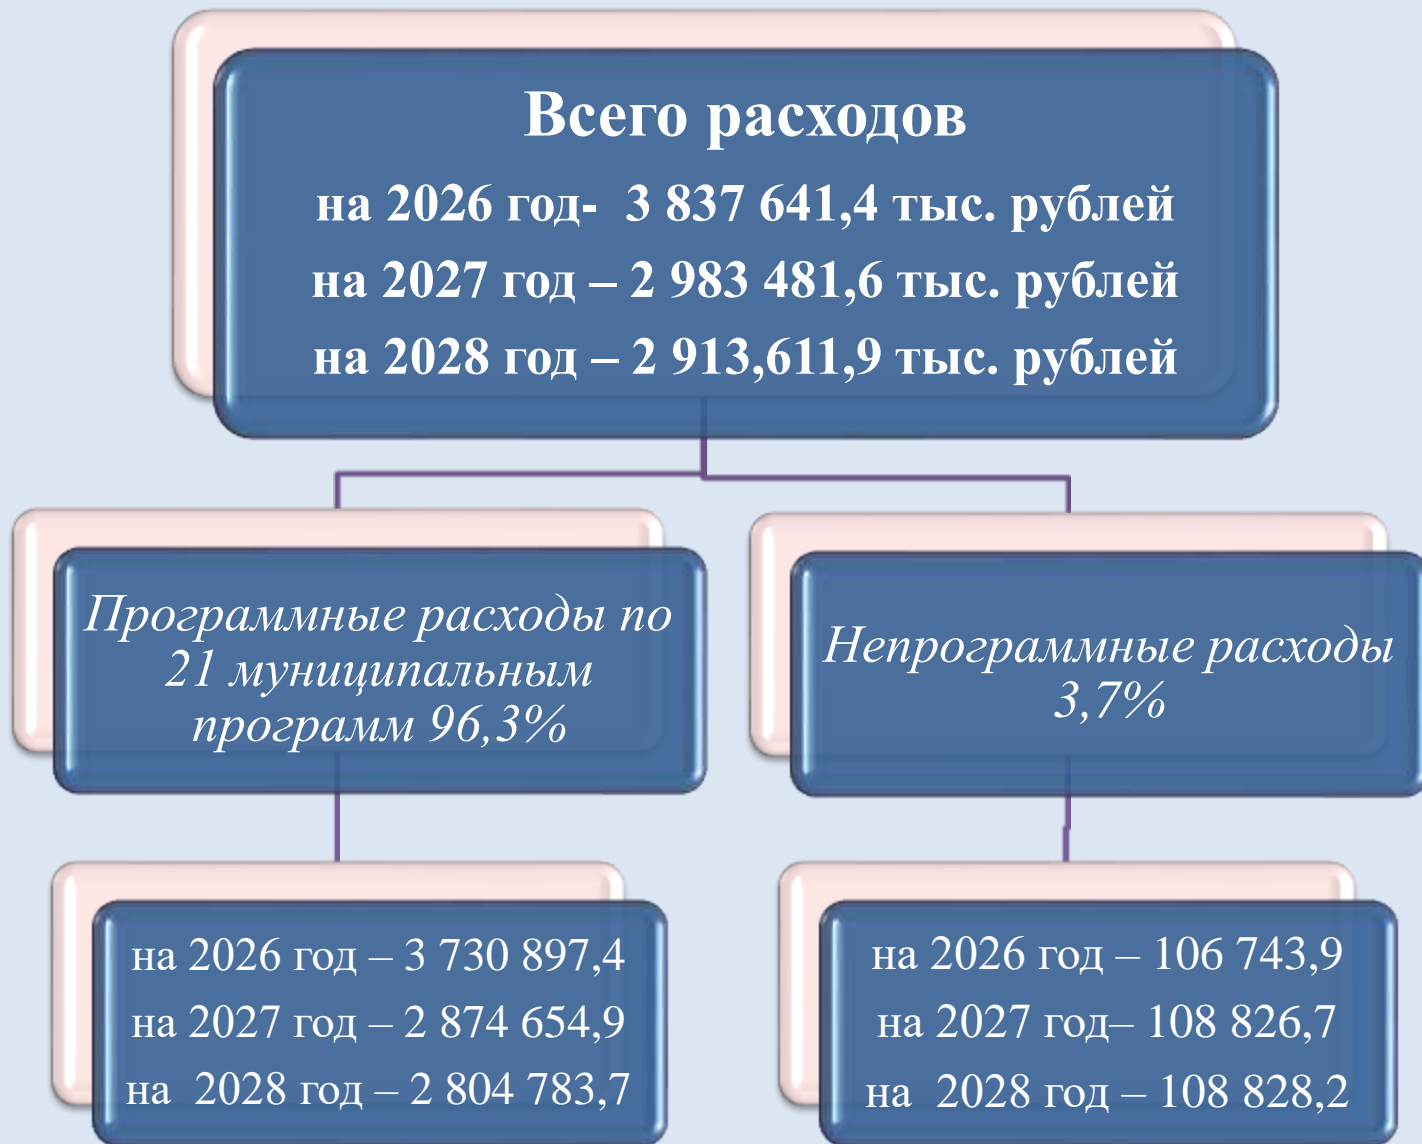 Всего расходов
на 2026 год- 3 837 641,4 тыс. рублей
на 2027 год – 2 983 481,6 тыс. рублей
на 2028 год – 2 913,611,9 тыс. рублей
Программные расходы по
21 муниципальным
программ 96,3%
Непрограммные расходы
3,7%
на 2026 год – 3 730 897,4
на 2027 год – 2 874 654,9
на 2028 год – 2 804 783,7
на 2026 год – 106 743,9
на 2027 год– 108 826,7
на 2028 год – 108 828,2